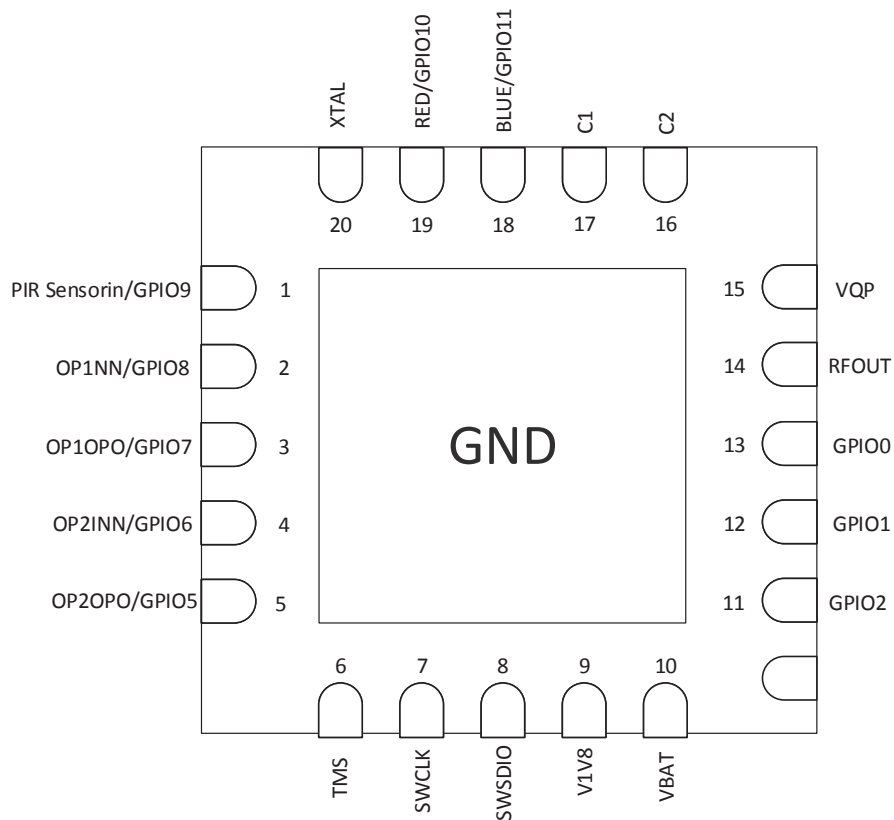 XTAL
RED/GPIO10
BLUE/GPIO11
C1
C2
20
19
18
17
16
PIR Sensorin/GPIO9
1
15
VQP
OP1NN/GPIO8
2
14
RFOUT
OP1OPO/GPIO7
3
GND
13
GPIO0
OP2INN/GPIO6
4
12
GPIO1
OP2OPO/GPIO5
5
11
GPIO2
6
7
8
9
10
TMS
SWCLK
SWSDIO
V1V8
VBAT